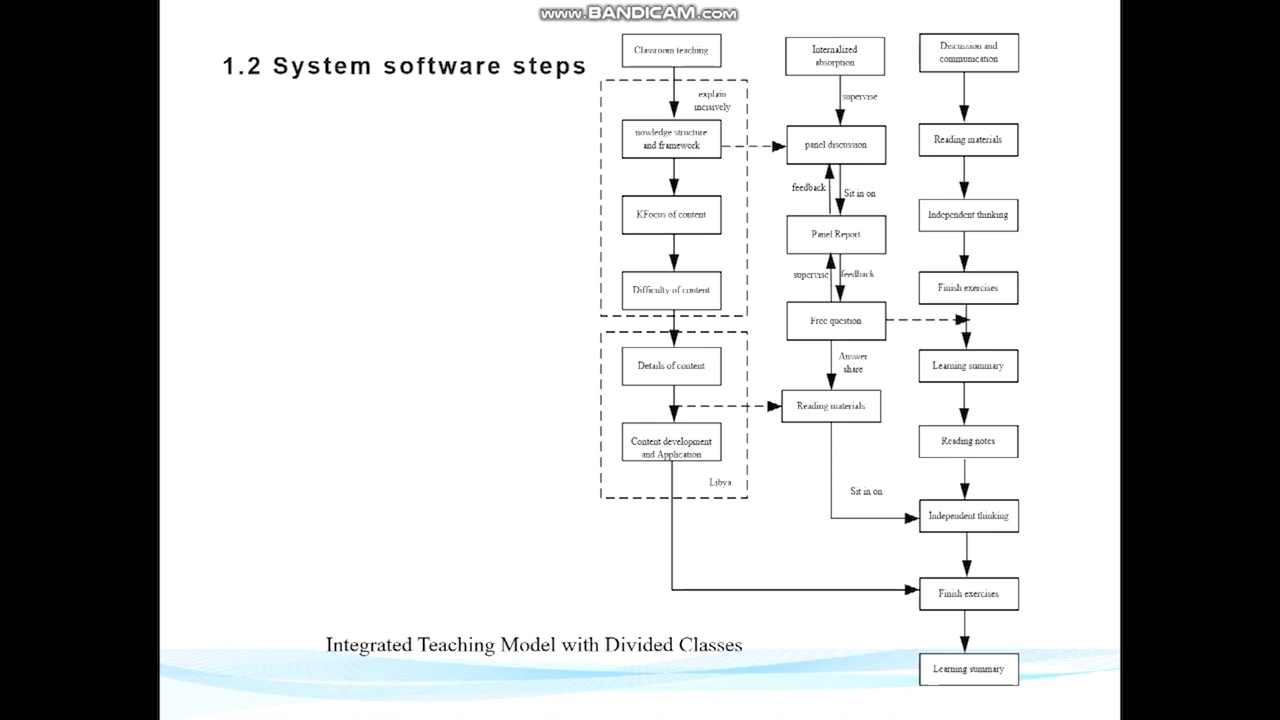 www.BANDICAM.com
1.2 System software steps
Classroom teaching
explain
incisively
nowledge structure
and framework
KFocus of content
Difficulty of content
Details of content
Content development
and Application
Libya
Internalized
absorption
supervise
panel discussion
feedback
Sit in on
Panel Report
supervise
feedback
Free question
Answer
share
Reading materials
Sit in on
Discussion and
communication
Reading materials
Independent thinking
Finish exercises
Learning summary
Reading notes
Independent thinking
Finish exercises
Learning summary
Integrated Teaching Model with Divided Classes